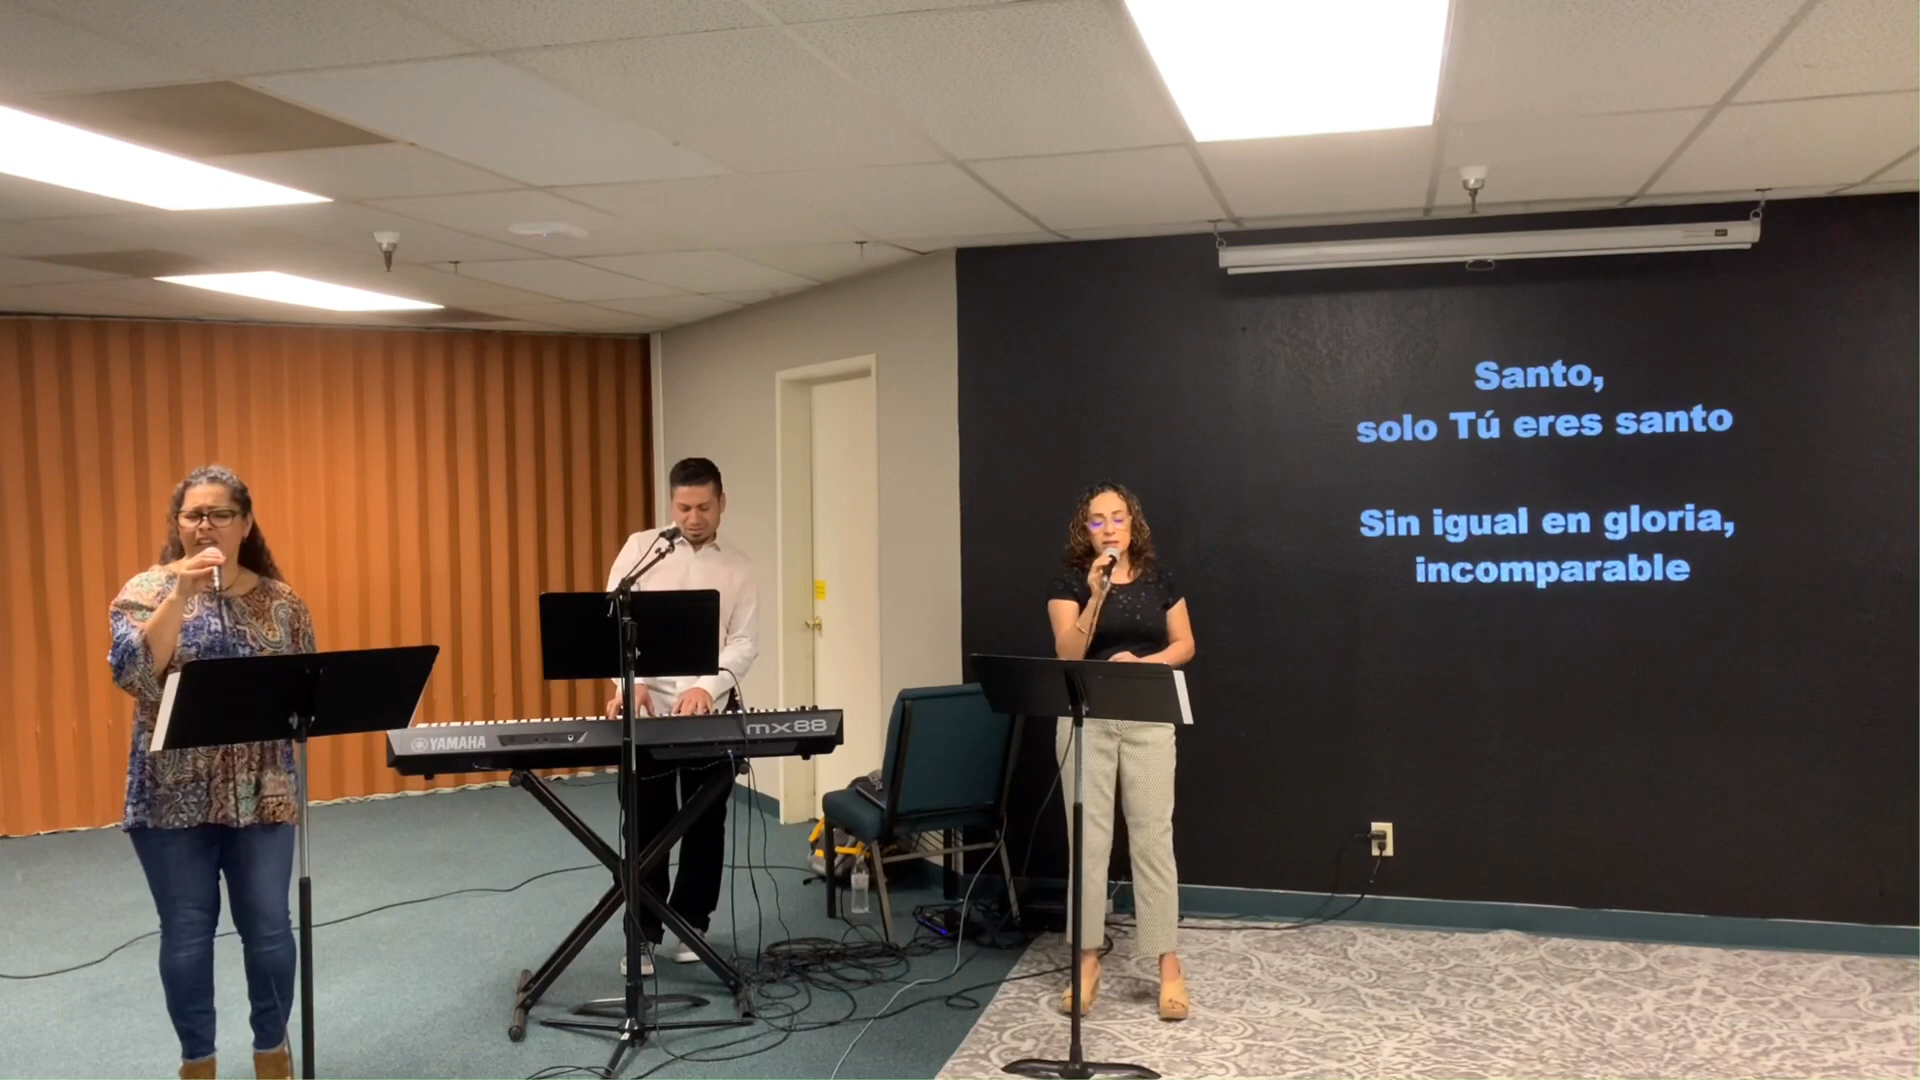 Santo,
solo Tú eres santo
Sin igual en gloria,
incomparable
YAMAHA
mx88